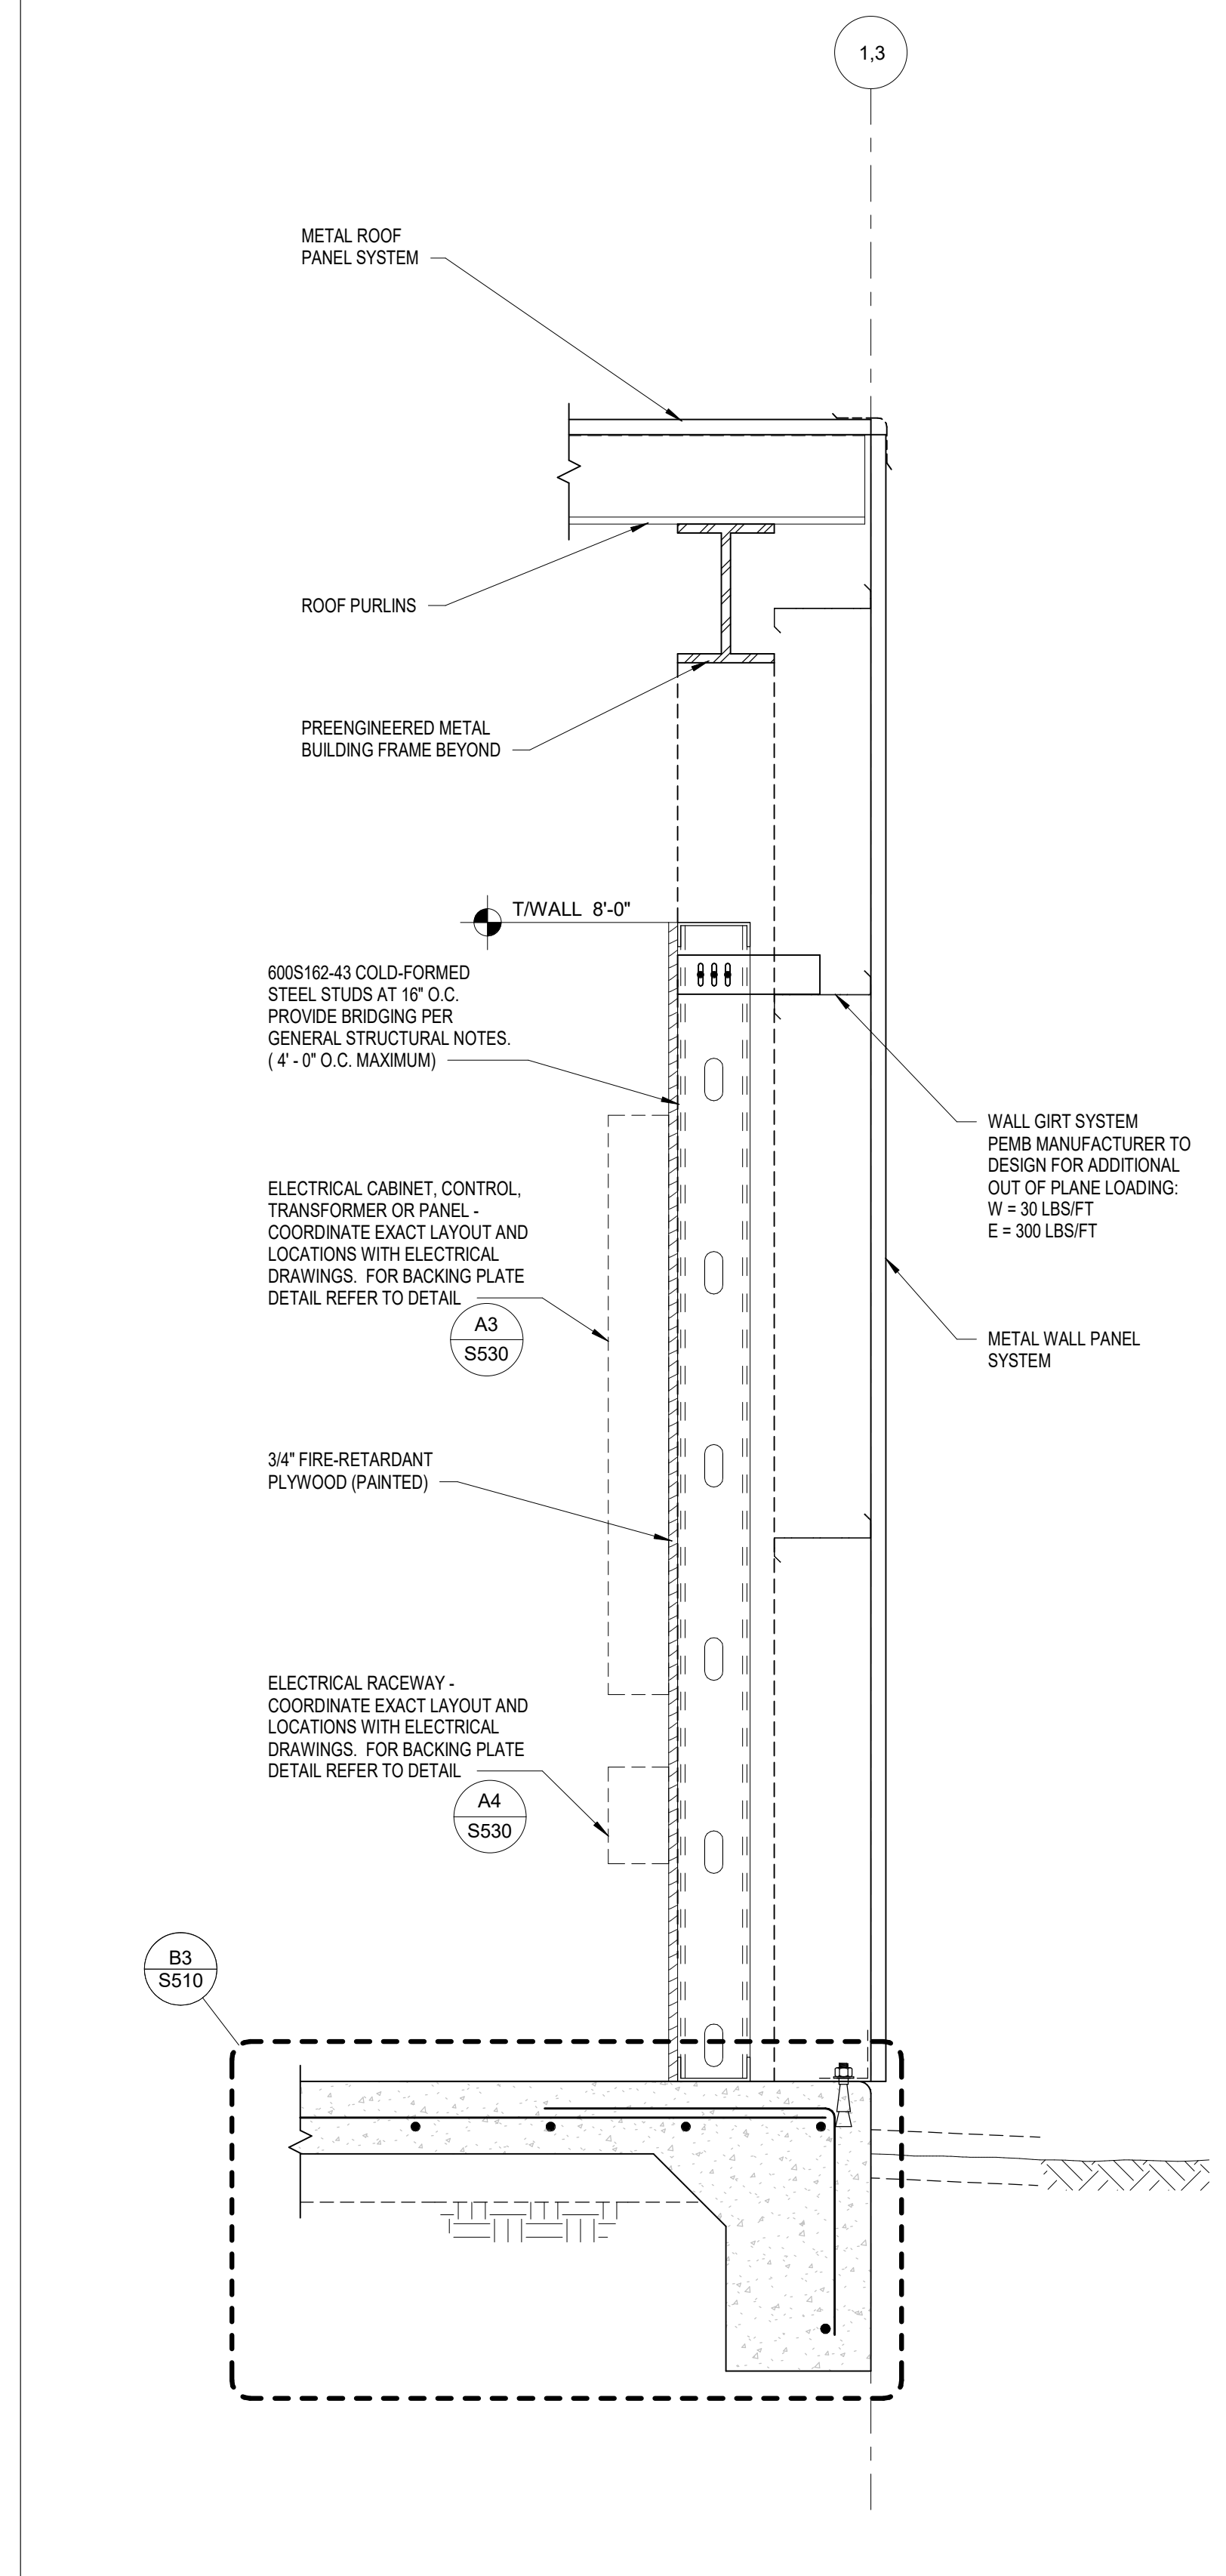 1,3
METAL ROOF
PANEL SYSTEM
ROOF PURLINS
PREENGINEERED METAL
BUILDING FRAME BEYOND
T/WALL 8'-0"
600S162-43 COLD-FORMED
STEEL STUDS AT 16" O.C.
PROVIDE BRIDGING PER
GENERAL STRUCTURAL NOTES.
( 4' - 0" O.C. MAXIMUM)
WALL GIRT SYSTEM
PEMB MANUFACTURER TO
DESIGN FOR ADDITIONAL
OUT OF PLANE LOADING:
W = 30 LBS/FT
E = 300 LBS/FT
ELECTRICAL CABINET, CONTROL,
TRANSFORMER OR PANEL -
COORDINATE EXACT LAYOUT AND
LOCATIONS WITH ELECTRICAL
DRAWINGS. FOR BACKING PLATE
DETAIL REFER TO DETAIL
A3
S530
METAL WALL PANEL
SYSTEM
3/4" FIRE-RETARDANT
PLYWOOD (PAINTED)
ELECTRICAL RACEWAY -
COORDINATE EXACT LAYOUT AND
LOCATIONS WITH ELECTRICAL
DRAWINGS. FOR BACKING PLATE
DETAIL REFER TO DETAIL
A4
S530
B3
S510